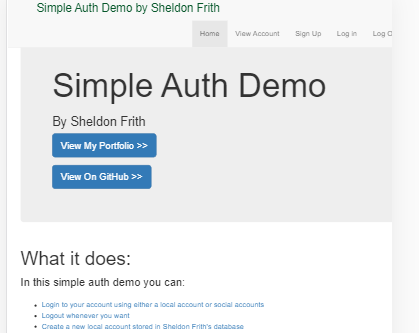 Simple Auth Demo by Sheldon Frith
Home View Account Sign Up Log in Log C
Simple Auth Demo
By Sheldon Frith
View My Portfolio >>
View On GitHub >>
What it does:
In this simple auth demo you can:
Login to your account using either a local account or social accounts
Logout whenever you want
Create a new local account stored in Sheldon Frith's database